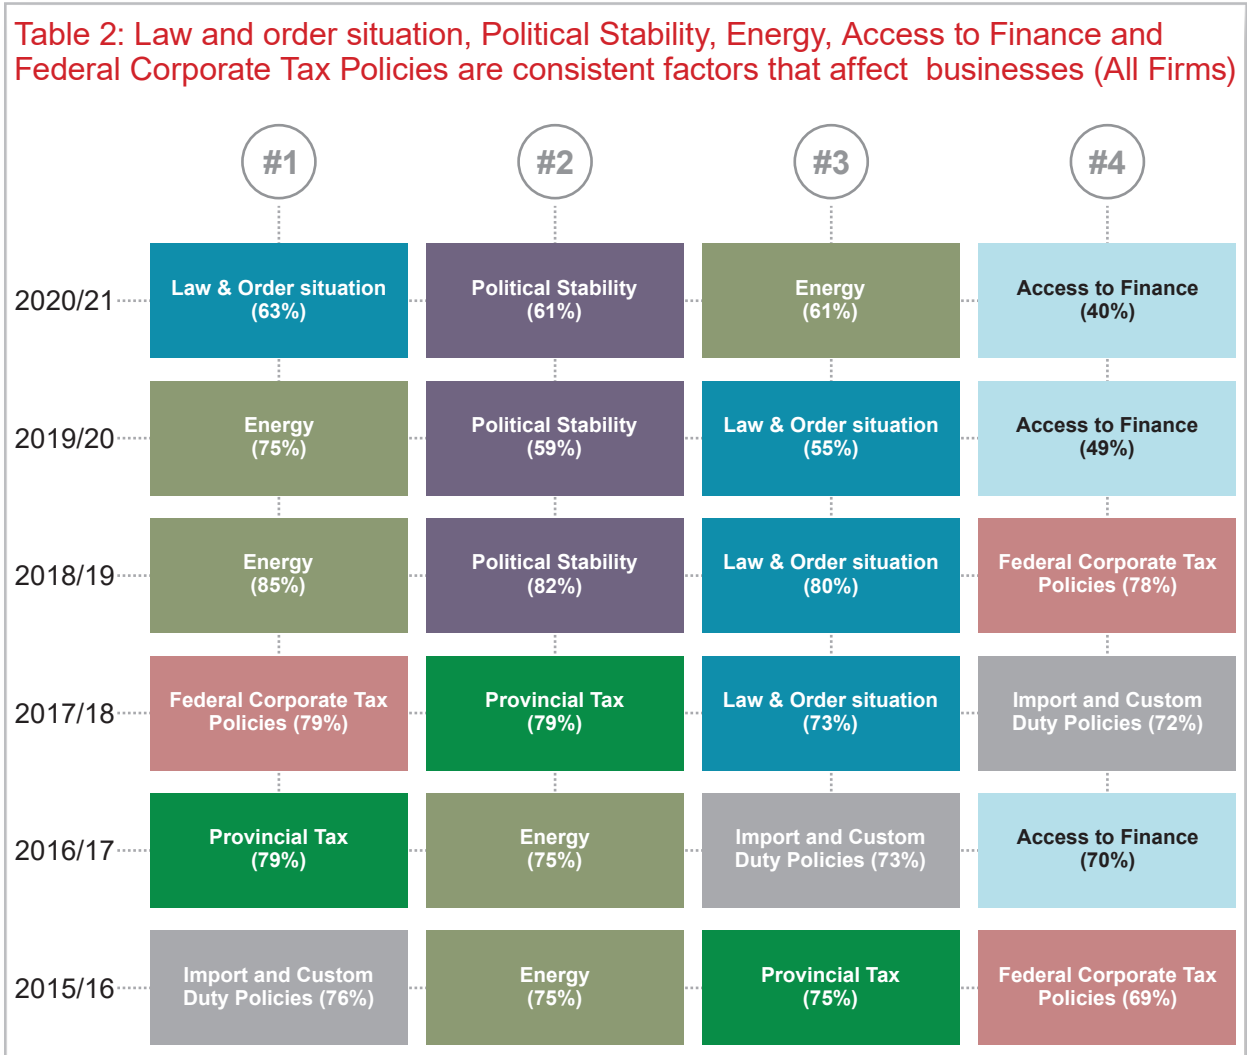 Table 2: Law and order situation, Political Stability, Energy, Access to Finance and
Federal Corporate Tax Policies are consistent factors that affect businesses (All Firms)
#1
#2
#3
#4
2020/21
Law & Order situation
(63%)
Political Stability
(61%)
Energy
(61%)
Access to Finance
(40%)
2019/20
Energy
(75%)
Political Stability
(59%)
Law & Order situation
(55%)
Access to Finance
(49%)
2018/19
Energy
(85%)
Political Stability
(82%)
Law & Order situation
(80%)
Federal Corporate Tax
Policies (78%)
2017/18
Federal Corporate Tax
Policies (79%)
Provincial Tax
(79%)
Law & Order situation
(73%)
Import and Custom
Duty Policies (72%)
2016/17
Provincial Tax
(79%)
Energy
(75%)
Import and Custom
Duty Policies (73%)
Access to Finance
(70%)
2015/16
Import and Custom
Duty Policies (76%)
Energy
(75%)
Provincial Tax
(75%)
Federal Corporate Tax
Policies (69%)